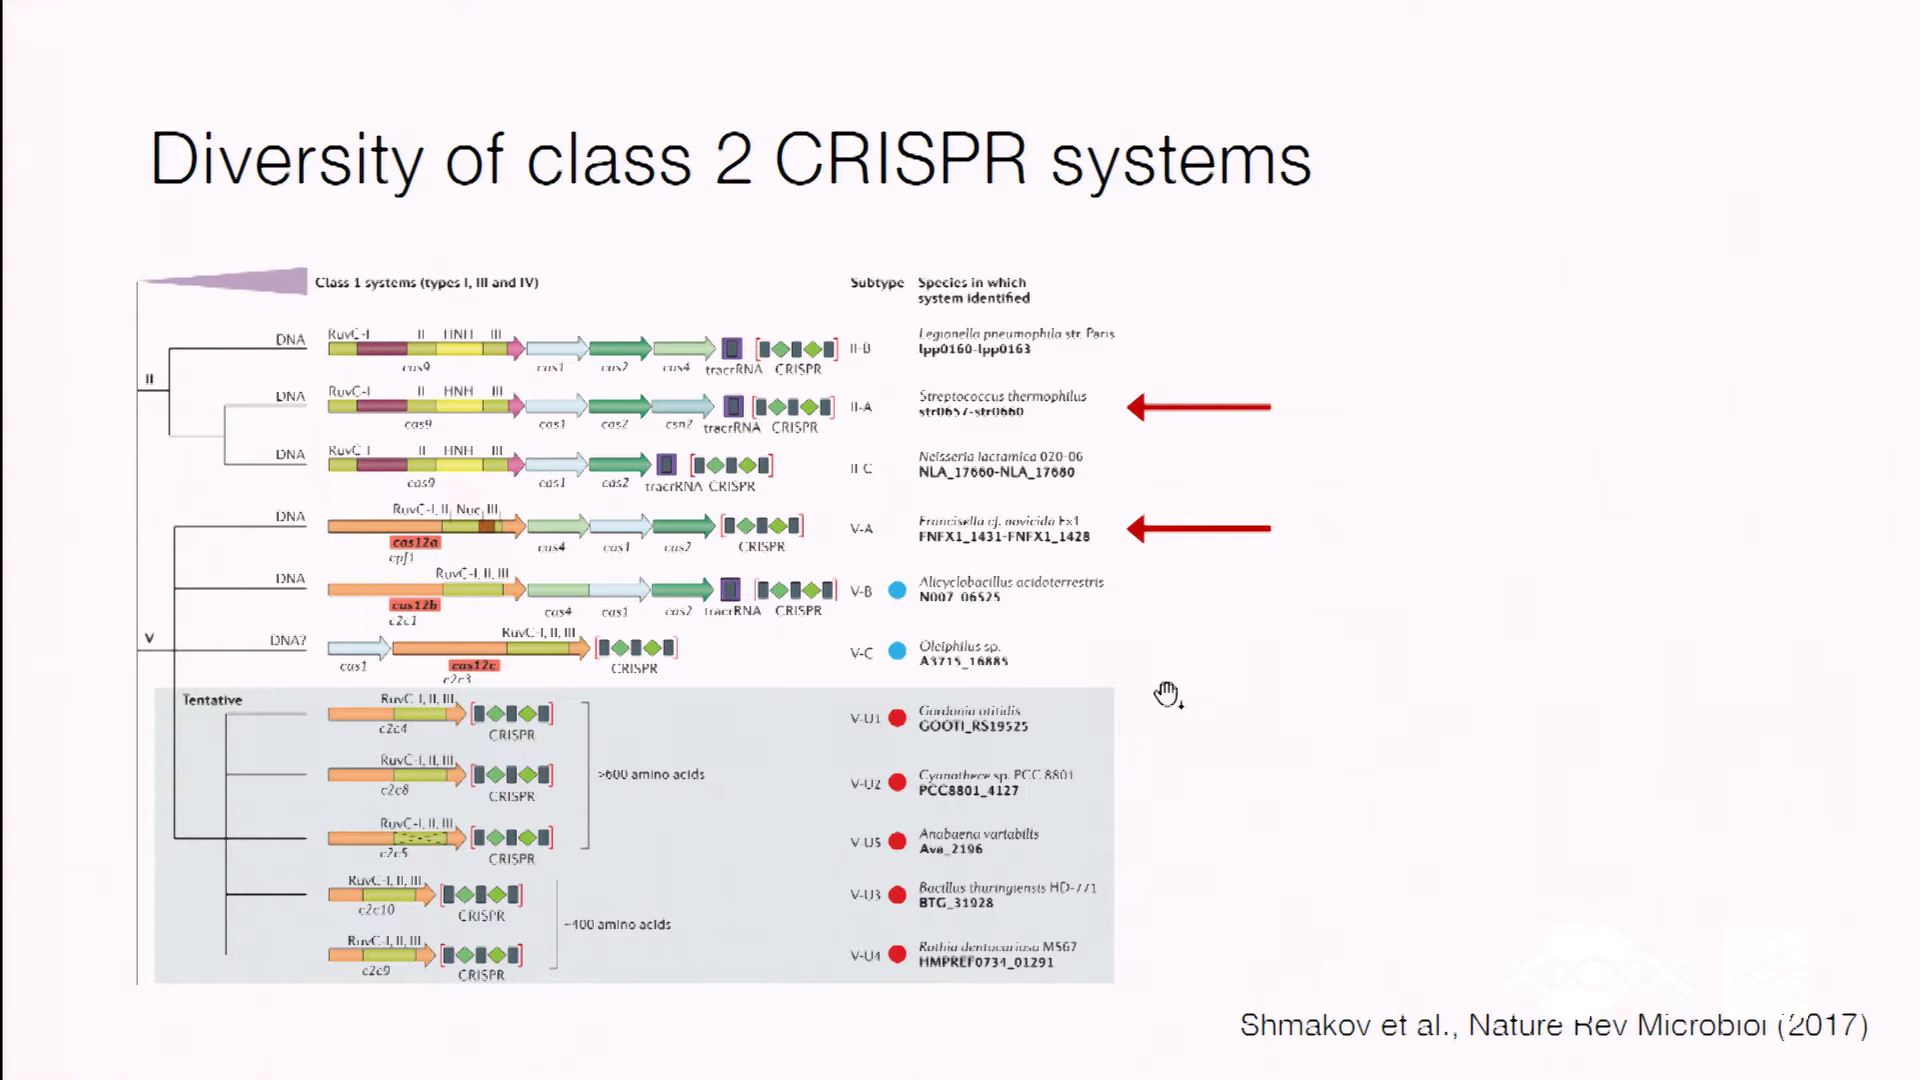 Diversity of class 2 CRISPR systems
Class 1 systems (types I, III and IV)
Subtype
Species in which
system identified
II
DNA
RuvC-I II HNH III
cas9 cas1 cas2 cas4 tracrRNA CRISPR
II-B
Legionella pneumophila str. Paris
lpp0160-lpp0163
DNA
RuvC-I II HNH III
cas9 cas1 cas2 csn2 tracrRNA CRISPR
II-A
Streptococcus thermophilus
str0657-str0660
DNA
RuvC-I II HNH III
cas9 cas1 cas2 tracrRNA CRISPR
II-C
Neisseria lactamica 020-06
NLA_17660-NLA_17680
V
DNA
RuvC-I, II, Nuc, III
cas12a cas4 cas1 cas2 CRISPR
cpf1
V-A
Francisella cf. novicida Fx1
FNFX1_1431-FNFX1_1428
DNA
RuvC-I, II, III
cas12b cas4 cas1 cas2 tracrRNA CRISPR
c2c1
V-B
Alicyclobacillus acidoterrestris
N007_06525
DNA?
RuvC-I, II, III
cas1 cas12c CRISPR
c2c3
V-C
Oleiphilus sp.
A3715_16885
Tentative
RuvC-I, II, III
c2c4 CRISPR
V-U1
Gordonia otitidis
GOOTI_RS19525
RuvC-I, II, III
c2c8 CRISPR
>600 amino acids
V-U2
Cyanothece sp. PCC 8801
PCC8801_4127
RuvC-I, II, III
c2c5 CRISPR
V-U5
Anabaena variabilis
Ava_2196
RuvC-I, II, III
c2c10 CRISPR
V-U3
Bacillus thuringiensis HD-771
BTG_31928
~400 amino acids
RuvC-I, II, III
c2c9 CRISPR
V-U4
Rothia dentocariosa M567
HMPREF0734_01291
Shmakov et al., Nature Rev Microbiol (2017)